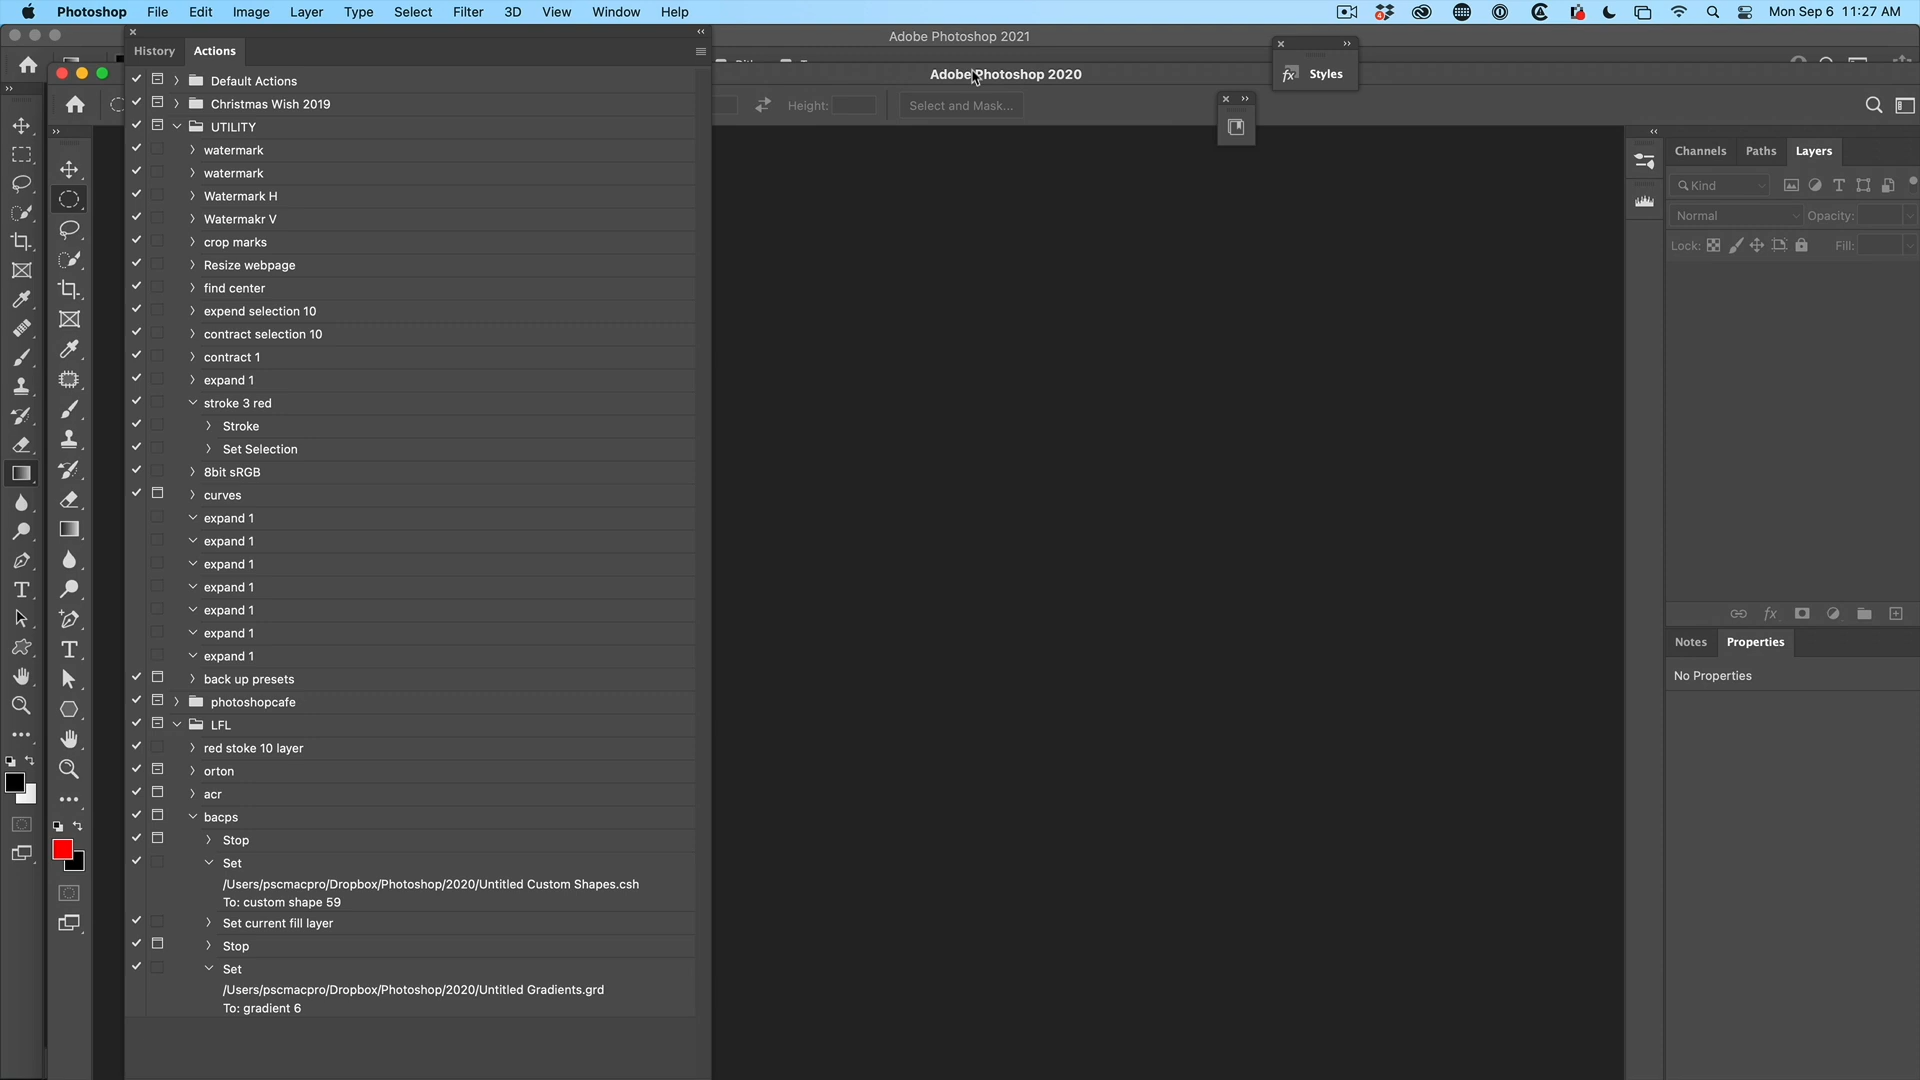 Photoshop File Edit Image Layer Type Select Filter 3D View Window Help Mon Sep 6 11:27 AM
Adobe Photoshop 2021
History Actions
Adobe Photoshop 2020
fx Styles
Height: Select and Mask...
Default Actions
Christmas Wish 2019
UTILITY
watermark
watermark
Watermark H
Watermakr V
crop marks
Resize webpage
find center
expend selection 10
contract selection 10
contract 1
expand 1
stroke 3 red
Stroke
Set Selection
8bit sRGB
curves
expand 1
expand 1
expand 1
expand 1
expand 1
expand 1
expand 1
back up presets
photoshopcafe
LFL
red stoke 10 layer
orton
acr
bacps
Stop
Set
/Users/pscmacpro/Dropbox/Photoshop/2020/Untitled Custom Shapes.csh
To: custom shape 59
Set current fill layer
Stop
Set
/Users/pscmacpro/Dropbox/Photoshop/2020/Untitled Gradients.grd
To: gradient 6
Channels Paths Layers
Kind
Normal Opacity:
Lock: Fill:
fx
Notes Properties
No Properties